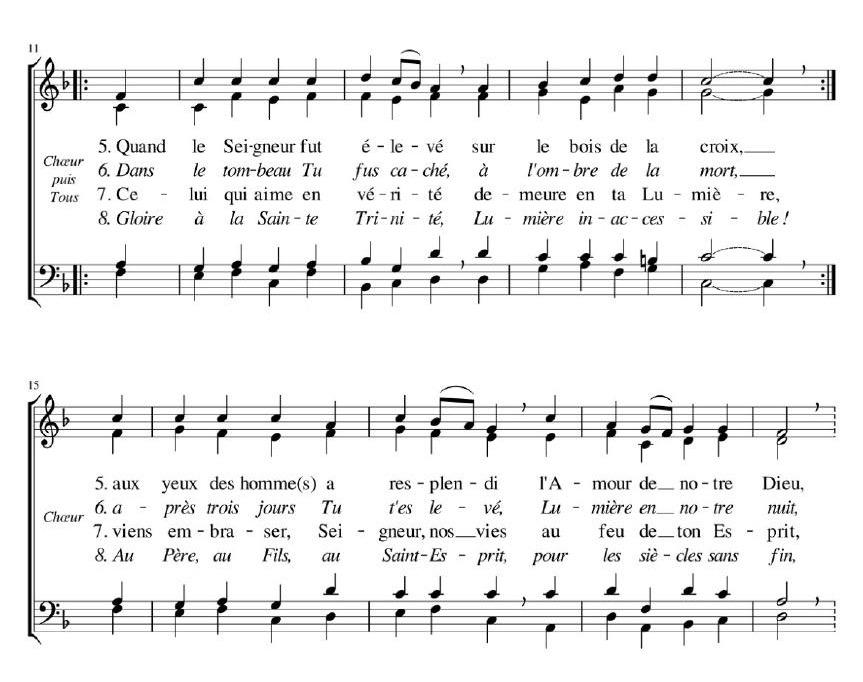 11
5. Quand le Sei-gneur fut é - le - vé sur le bois de la croix,
Chœur puis Tous
6. Dans le tom-beau Tu fus ca - ché, à l'om - bre de la mort,
7. Ce - lui qui aime en vé - ri - té de - meure en ta Lu - miè - re,
8. Gloire à la Sain - te Tri - ni - té, Lu - mière in - ac - ces - si - ble !
15
5. aux yeux des homme(s) a res - plen - di l'A - mour de no - tre Dieu,
Chœur
6. a - près trois jours Tu t'es le - vé, Lu - mière en no - tre nuit,
7. viens em - bra - ser, Sei - gneur, nos vies au feu de ton Es - prit,
8. Au Père, au Fils, au Saint - Es - prit, pour les siè - cles sans fin,